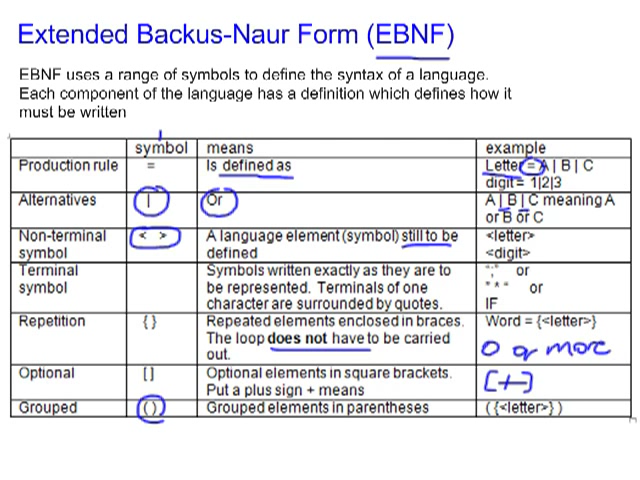 Extended Backus-Naur Form (EBNF)
EBNF uses a range of symbols to define the syntax of a language.
Each component of the language has a definition which defines how it
must be written
symbol means example
Production rule = Is defined as Letter = A | B | C
digit = 1|2|3
Alternatives | Or A | B | C meaning A
or B or C
Non-terminal < > A language element (symbol) still to be <letter>
symbol defined <digit>
Terminal Symbols written exactly as they are to ";" or
symbol be represented. Terminals of one "*" or
character are surrounded by quotes. IF
Repetition { } Repeated elements enclosed in braces. Word = {<letter>}
The loop does not have to be carried 0 or more
out.
Optional [ ] Optional elements in square brackets. [+]
Put a plus sign + means
Grouped ( ) Grouped elements in parentheses ({<letter>})